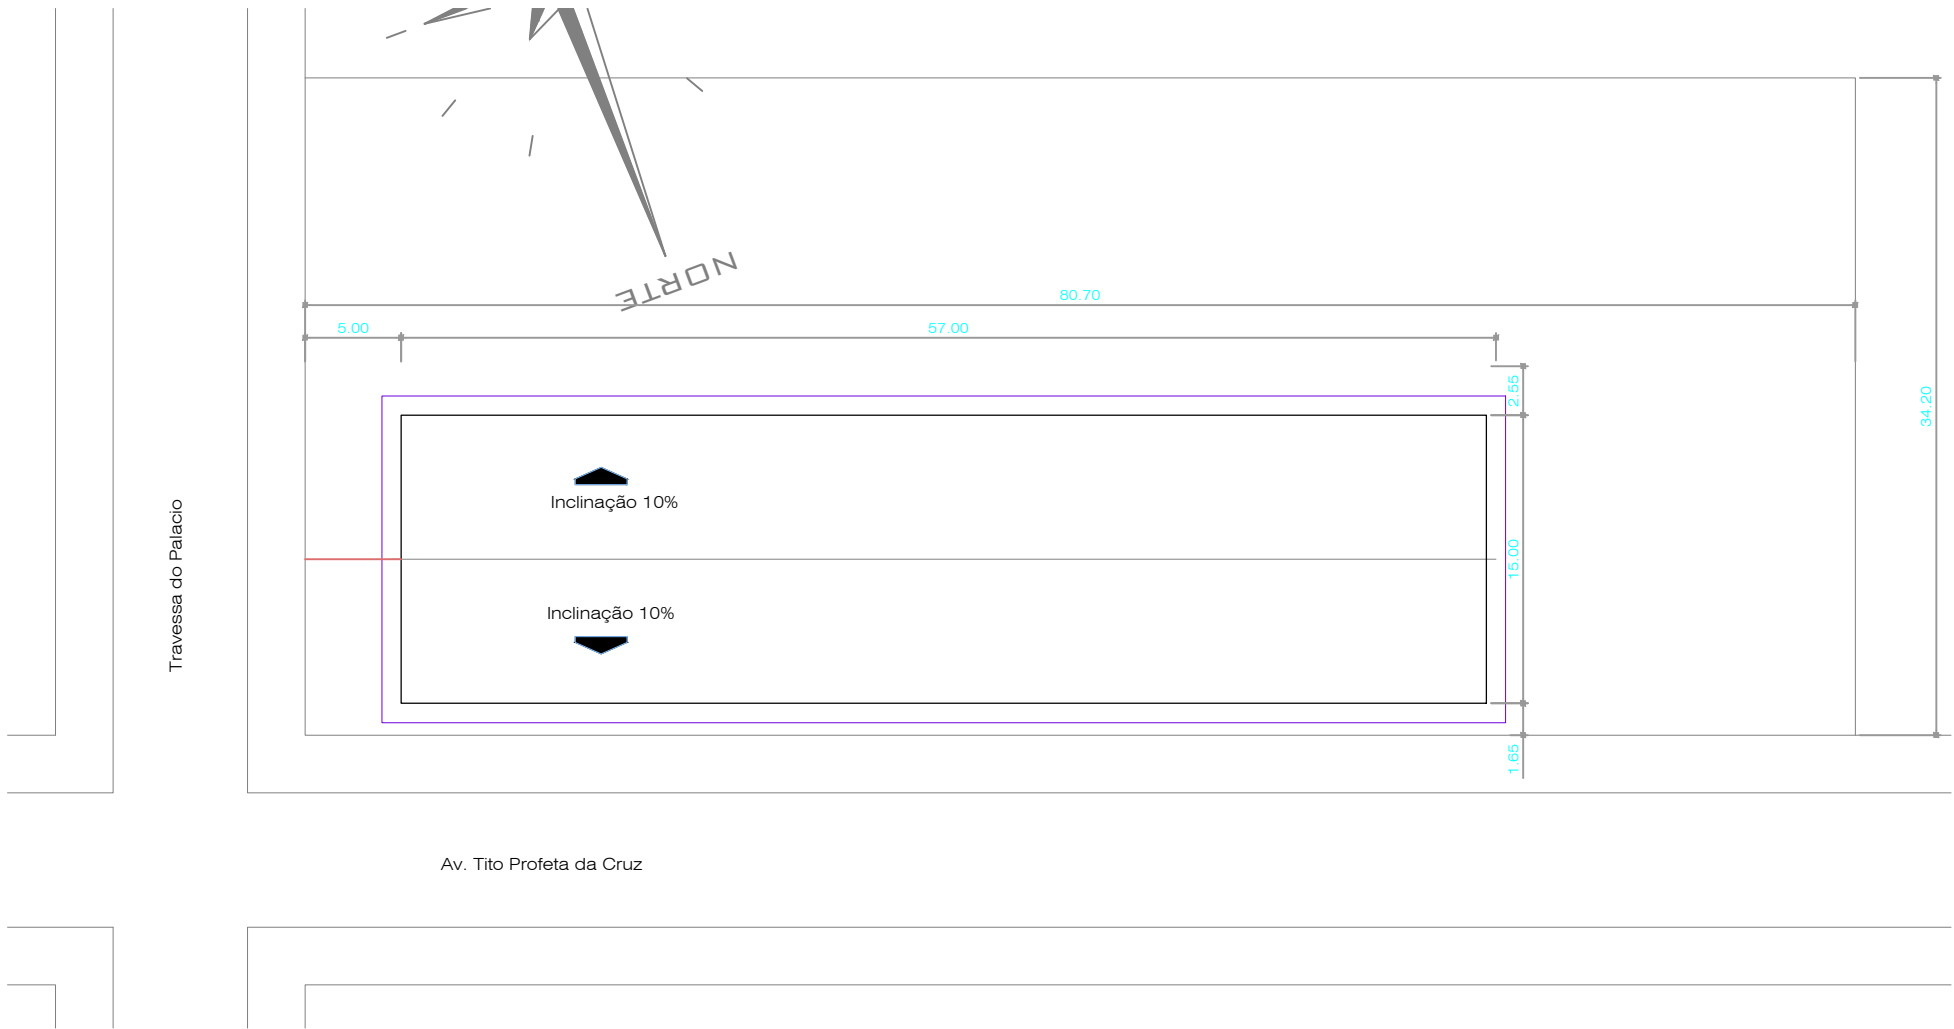 NORTE
80.70
5.00
57.00
2.55
34.20
Inclinação 10%
15.00
Travessa do Palacio
Inclinação 10%
1.65
Av. Tito Profeta da Cruz